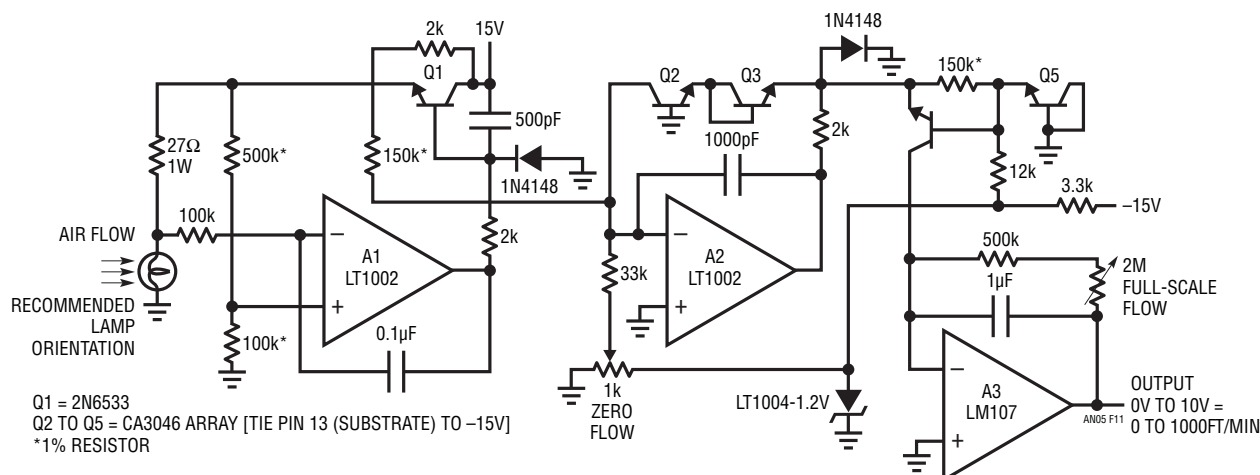 2k
15V
Q1
500pF
27Ω
1W
500k*
150k*
1N4148
100k
AIR FLOW
RECOMMENDED
LAMP
ORIENTATION
100k*
−
+
A1
LT1002
2k
0.1µF
1N4148
Q2
Q3
1000pF
2k
33k
−
+
A2
LT1002
1k
ZERO
FLOW
150k*
Q5
12k
3.3k
–15V
500k
1µF
2M
FULL-SCALE
FLOW
LT1004-1.2V
−
+
A3
LM107
OUTPUT
0V TO 10V =
0 TO 1000FT/MIN
AN05 F11
Q1 = 2N6533
Q2 TO Q5 = CA3046 ARRAY [TIE PIN 13 (SUBSTRATE) TO –15V]
*1% RESISTOR